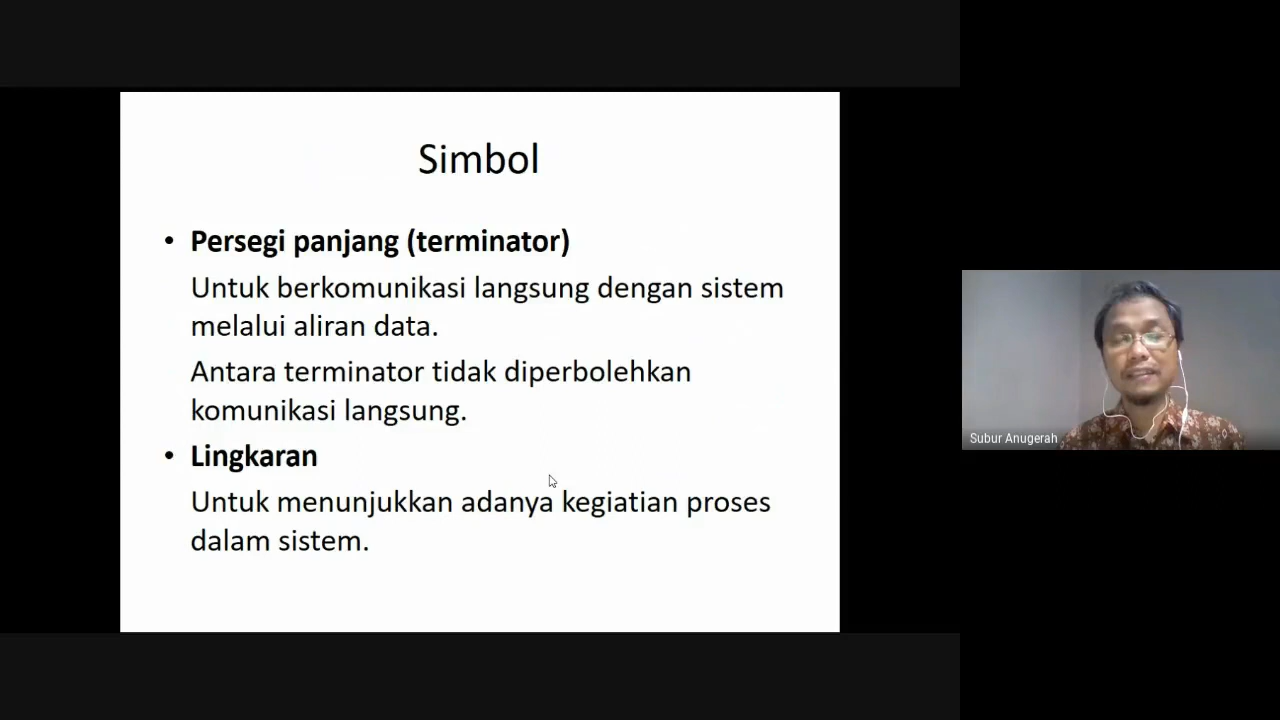 Simbol
• Persegi panjang (terminator)
Untuk berkomunikasi langsung dengan sistem
melalui aliran data.
Antara terminator tidak diperbolehkan
komunikasi langsung.
• Lingkaran
Untuk menunjukkan adanya kegiatian proses
dalam sistem.
Subur Anugerah